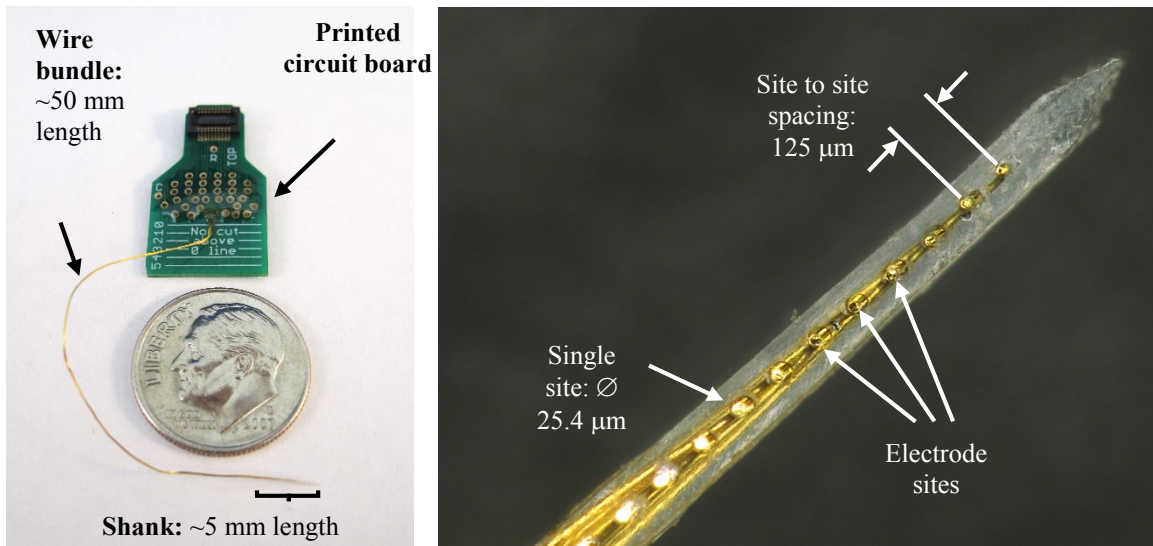 Wire
bundle:
~50 mm
length
Printed
circuit board
R
TOP
No cut
above
0 line
543210
LIBERTY
Shank: ~5 mm length
Site to site
spacing:
125 μm
Single
site: ∅
25.4 μm
Electrode
sites